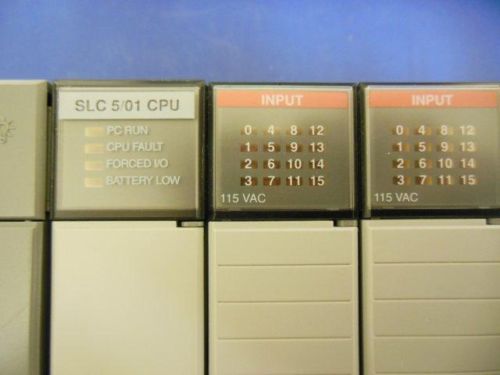 SLC 5/01 CPU
PC RUN
CPU FAULT
FORCED I/O
BATTERY LOW
INPUT
0 4 8 12
1 5 9 13
2 6 10 14
3 7 11 15
115 VAC
INPUT
0 4 8 12
1 5 9 13
2 6 10 14
3 7 11 15
115 VAC